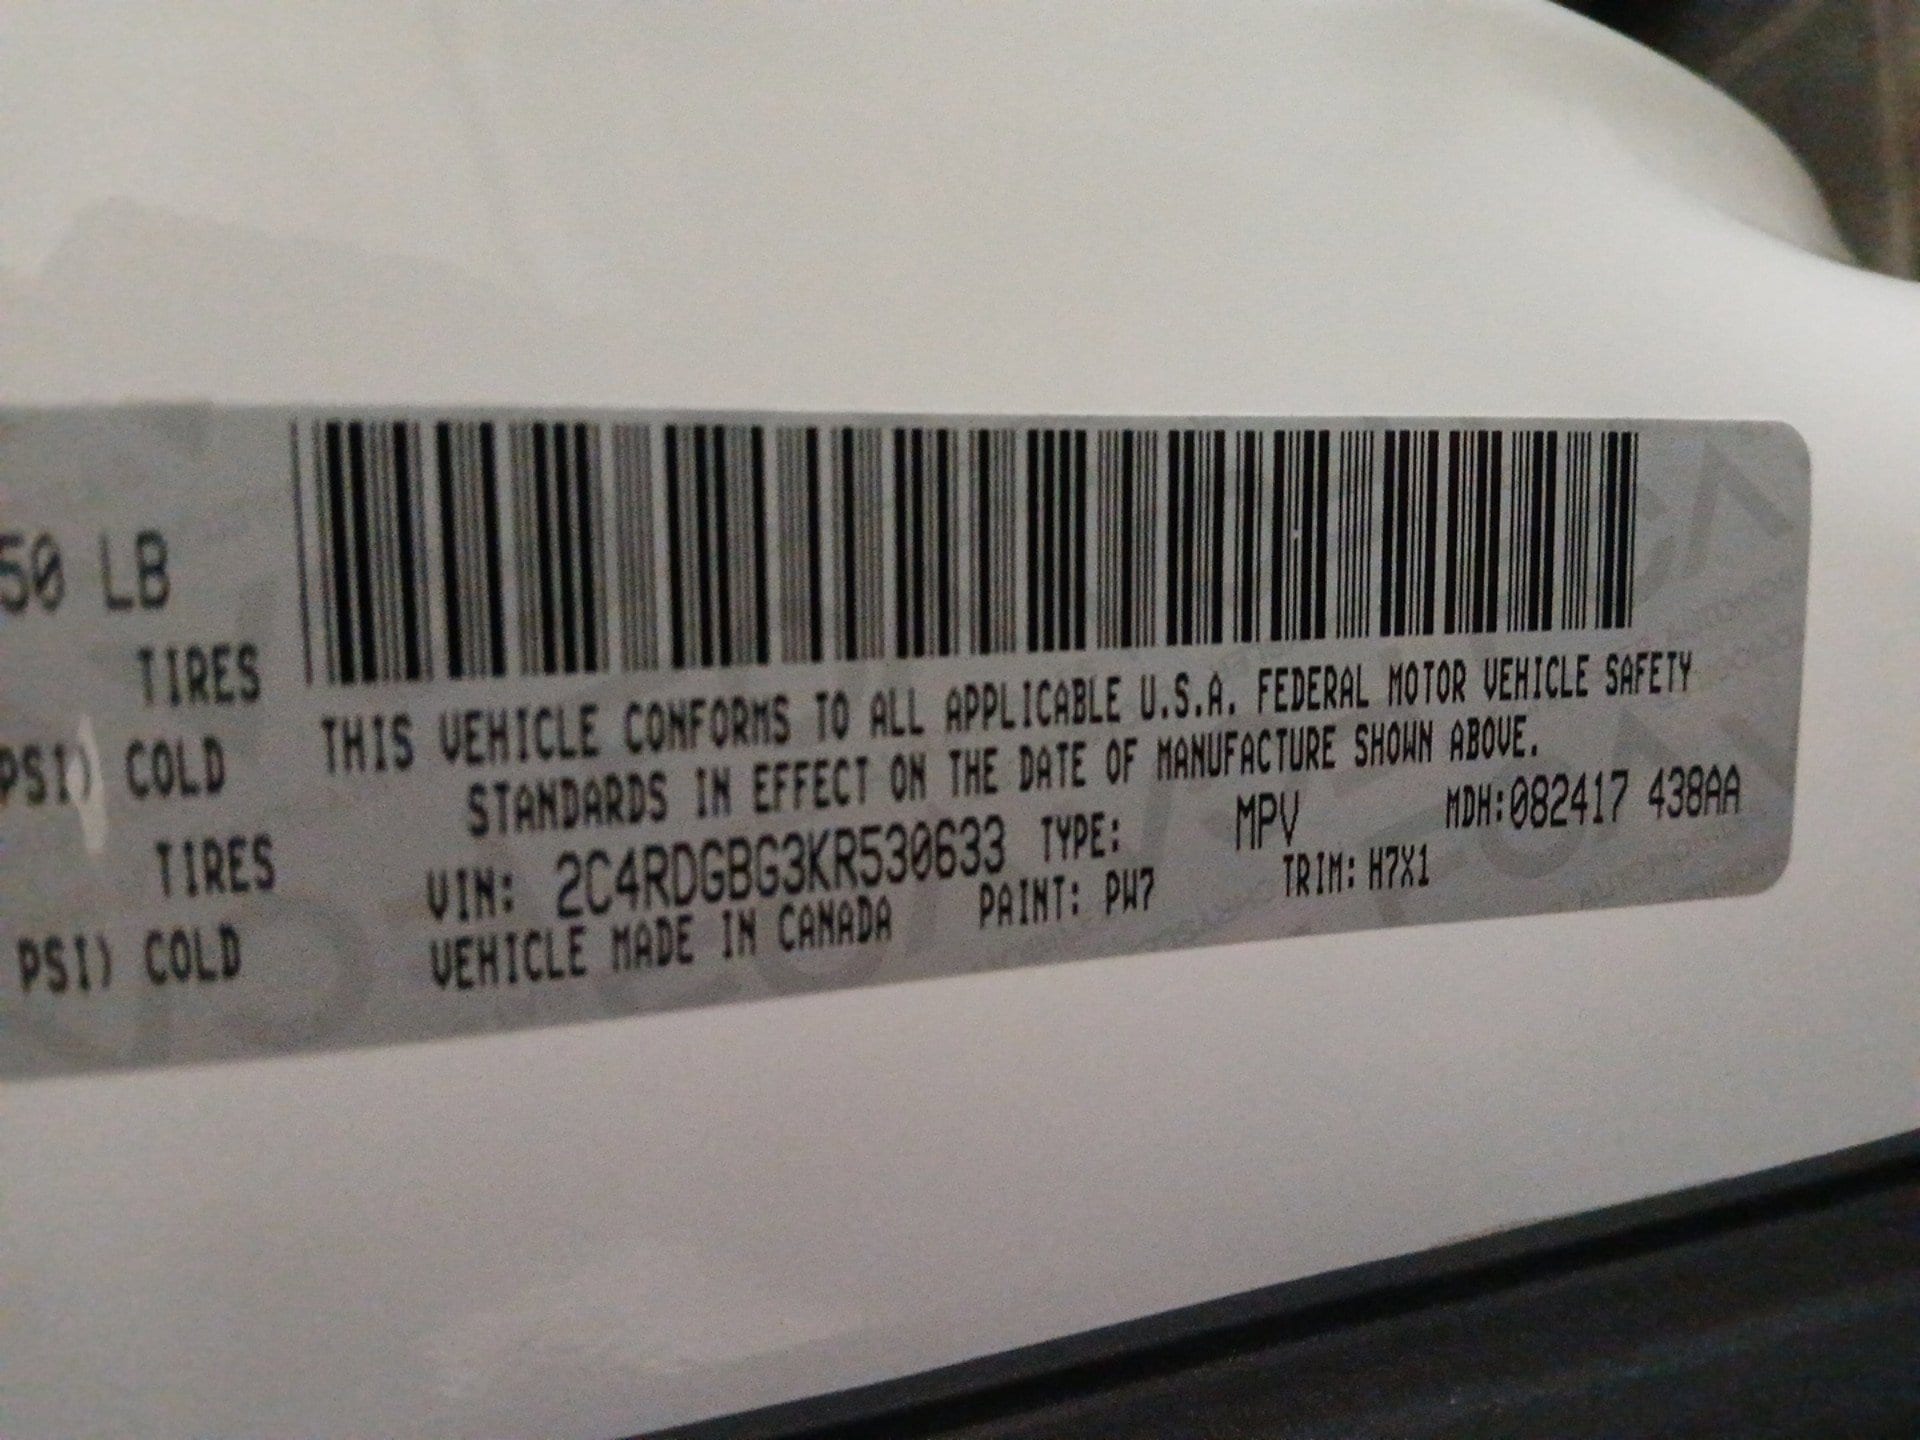 50 LB
TIRES
PSI) COLD
TIRES
PSI) COLD
THIS VEHICLE CONFORMS TO ALL APPLICABLE U.S.A. FEDERAL MOTOR VEHICLE SAFETY
STANDARDS IN EFFECT ON THE DATE OF MANUFACTURE SHOWN ABOVE.
VIN: 2C4RDGBG3KR530633 TYPE: MPV MDH:082417 438AA
VEHICLE MADE IN CANADA PAINT: PW7 TRIM: H7X1